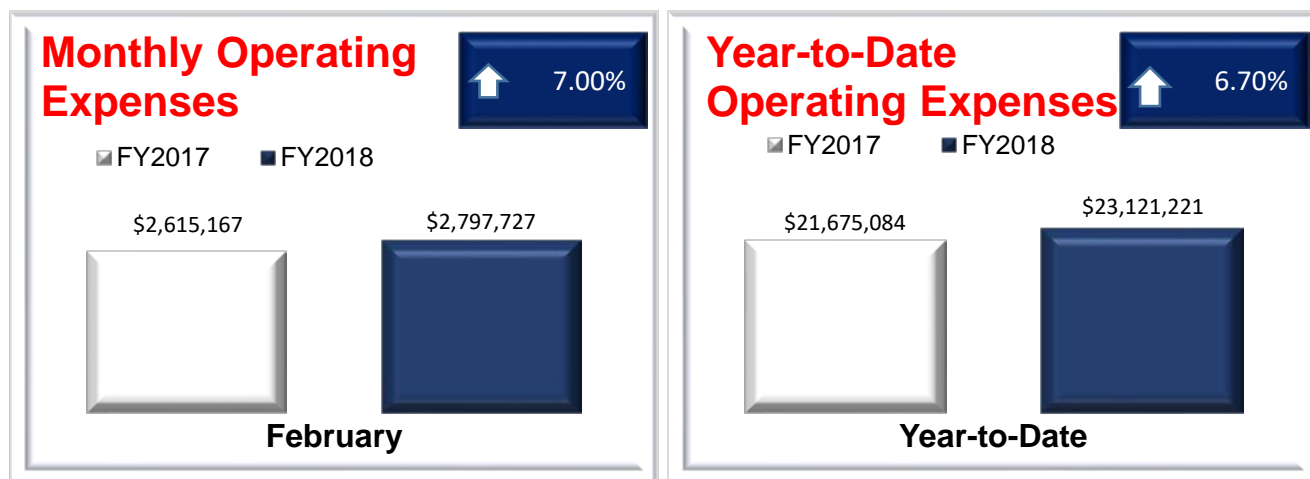 Monthly Operating
Expenses
7.00%
FY2017 FY2018
$2,615,167 $2,797,727
February
Year-to-Date
Operating Expenses
6.70%
FY2017 FY2018
$21,675,084 $23,121,221
Year-to-Date